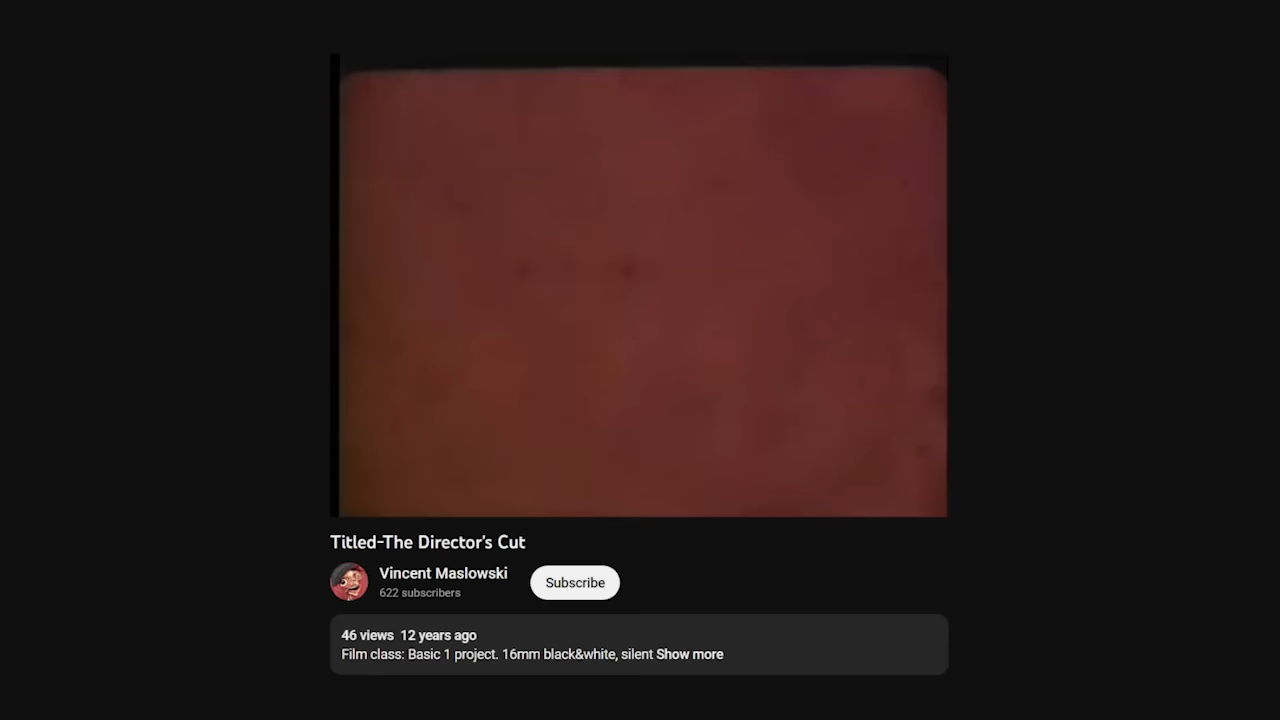 Titled-The Director's Cut
Vincent Maslowski
622 subscribers
Subscribe
46 views 12 years ago
Film class: Basic 1 project. 16mm black&white, silent Show more